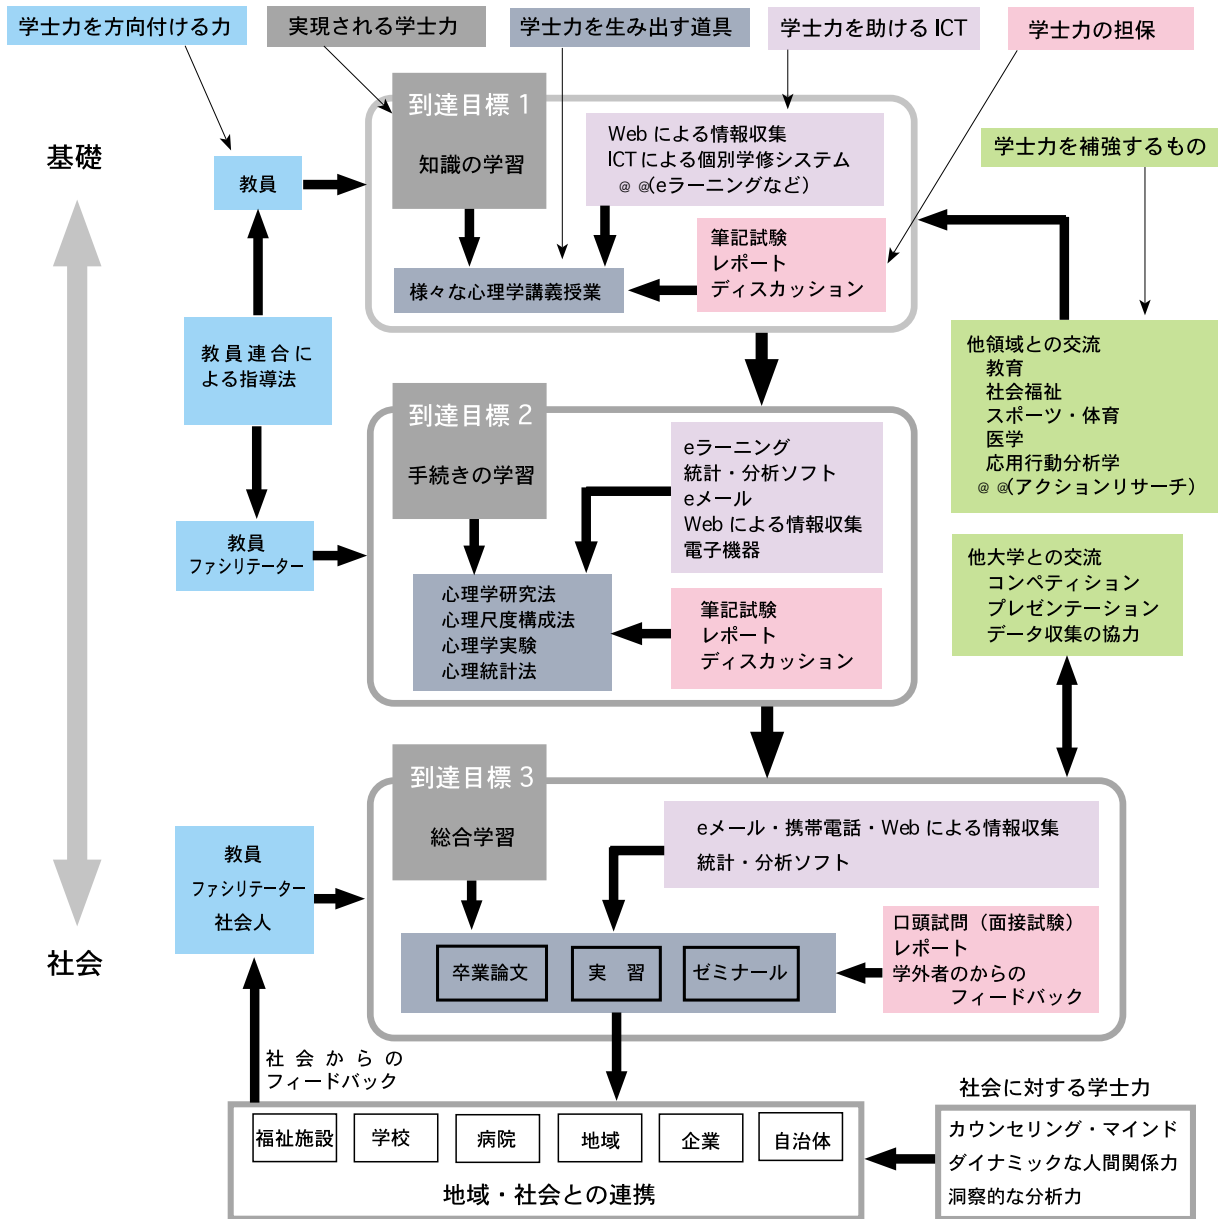 学士力を方向付ける力
実現される学士力
学士力を生み出す道具
学士力を助ける ICT
学士力の担保
学士力を補強するもの
基礎
社会
到達目標 1
知識の学習
Web による情報収集
ICT による個別学修システム
@ @(eラーニングなど)
筆記試験
レポート
ディスカッション
様々な心理学講義授業
教員
教員連合に
よる指導法
教員
ファシリテーター
他領域との交流
教育
社会福祉
スポーツ・体育
医学
応用行動分析学
@ @(アクションリサーチ)
到達目標 2
手続きの学習
eラーニング
統計・分析ソフト
eメール
Web による情報収集
電子機器
心理学研究法
心理尺度構成法
心理学実験
心理統計法
筆記試験
レポート
ディスカッション
他大学との交流
コンペティション
プレゼンテーション
データ収集の協力
到達目標 3
総合学習
eメール・携帯電話・Web による情報収集
統計・分析ソフト
教員
ファシリテーター
社会人
卒業論文
実 習
ゼミナール
口頭試問(面接試験)
レポート
学外者のからの
フィードバック
社 会 か ら の
フィードバック
福祉施設
学校
病院
地域
企業
自治体
地域・社会との連携
社会に対する学士力
カウンセリング・マインド
ダイナミックな人間関係力
洞察的な分析力